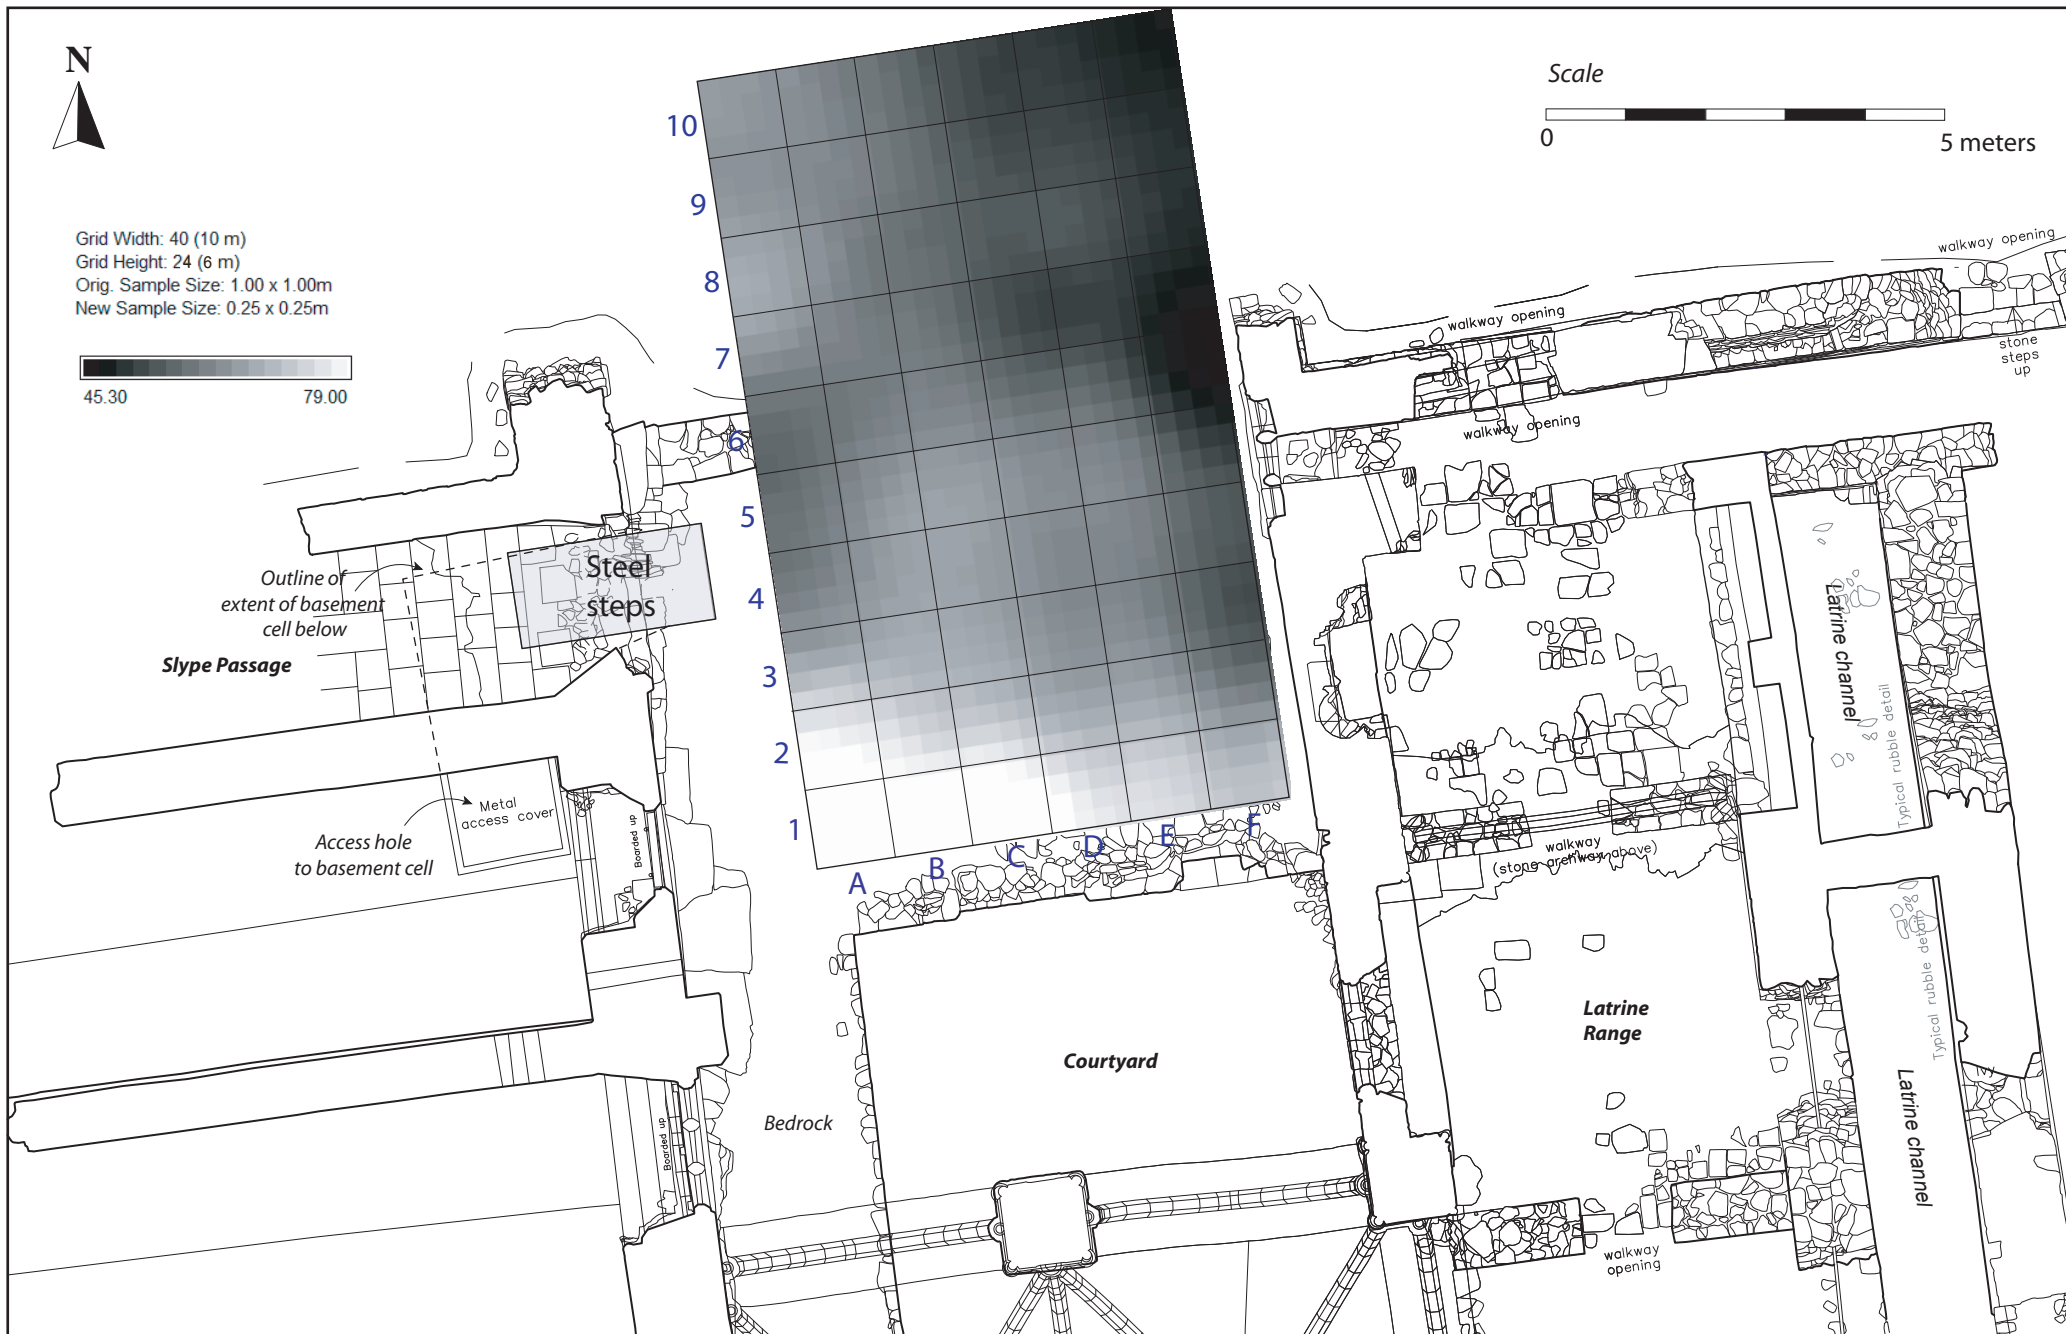 N
Scale
0
5 meters
Grid Width: 40 (10 m)
Grid Height: 24 (6 m)
Orig. Sample Size: 1.00 x 1.00m
New Sample Size: 0.25 x 0.25m
45.30
79.00
10
9
8
7
6
5
4
3
2
1
A
B
C
D
E
F
walkway opening
walkway opening
walkway opening
stone
steps
up
Outline of
extent of basement
cell below
Steel
steps
Slype Passage
Metal
access cover
Access hole
to basement cell
Boarded up
Boarded up
walkway
(stone archway above)
Latrine channel
Typical rubble detail
Typical rubble detail
Latrine
Range
Courtyard
Bedrock
Latrine channel
Ivy
walkway
opening